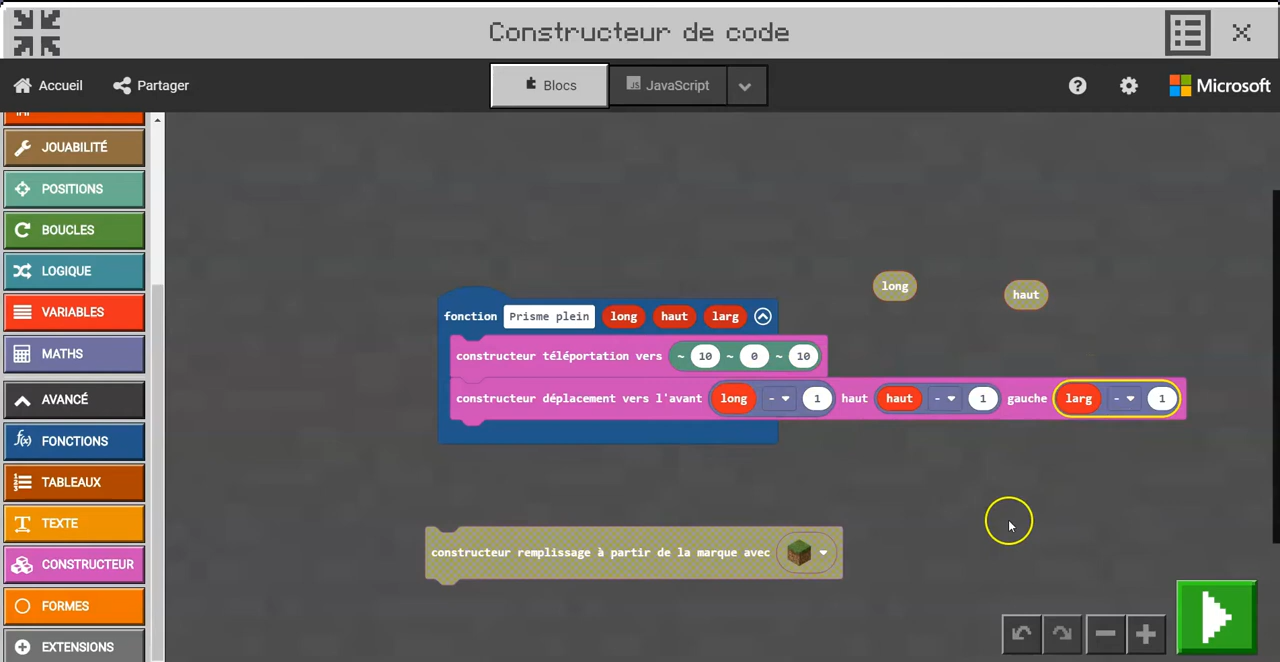 Constructeur de code
Accueil
Partager
Blocs
JS JavaScript
?
Microsoft
JOUABILITÉ
POSITIONS
BOUCLES
LOGIQUE
VARIABLES
MATHS
AVANCÉ
f(x) FONCTIONS
TABLEAUX
T TEXTE
CONSTRUCTEUR
FORMES
EXTENSIONS
long
haut
fonction Prisme plein long haut larg
constructeur téléportation vers ~ 10 ~ 0 ~ 10
constructeur déplacement vers l'avant long - 1 haut haut - 1 gauche larg - 1
constructeur remplissage à partir de la marque avec